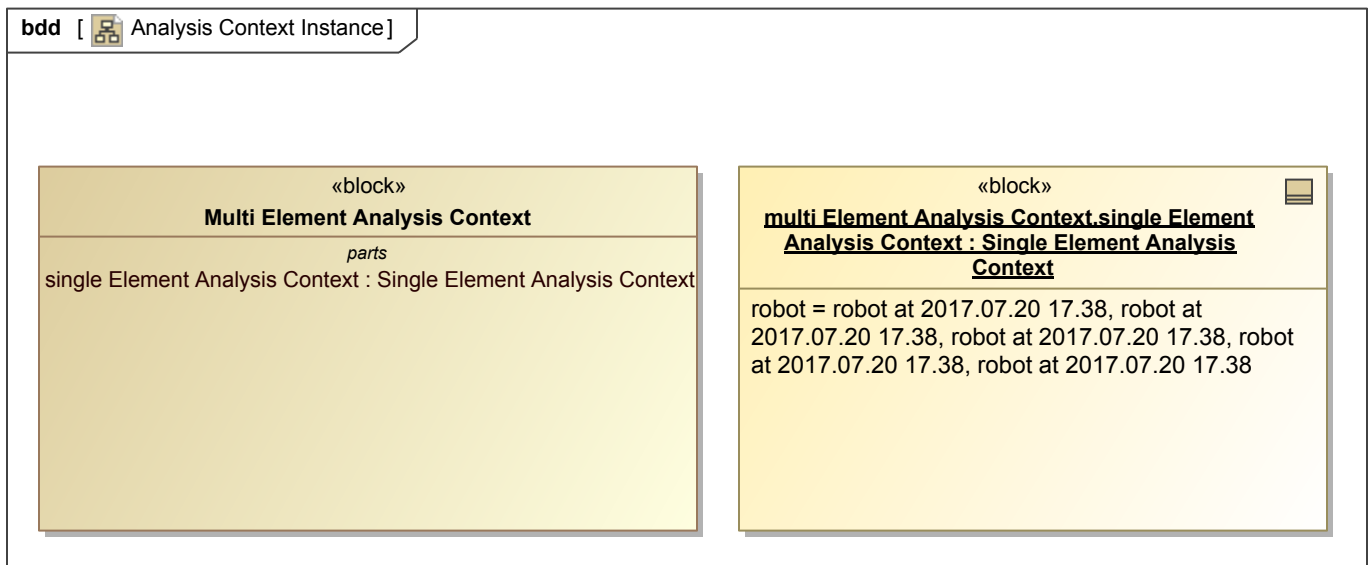 bdd [ Analysis Context Instance]
«block»
Multi Element Analysis Context
parts
single Element Analysis Context : Single Element Analysis Context
«block»
multi Element Analysis Context.single Element
Analysis Context : Single Element Analysis
Context
robot = robot at 2017.07.20 17.38, robot at
2017.07.20 17.38, robot at 2017.07.20 17.38, robot
at 2017.07.20 17.38, robot at 2017.07.20 17.38